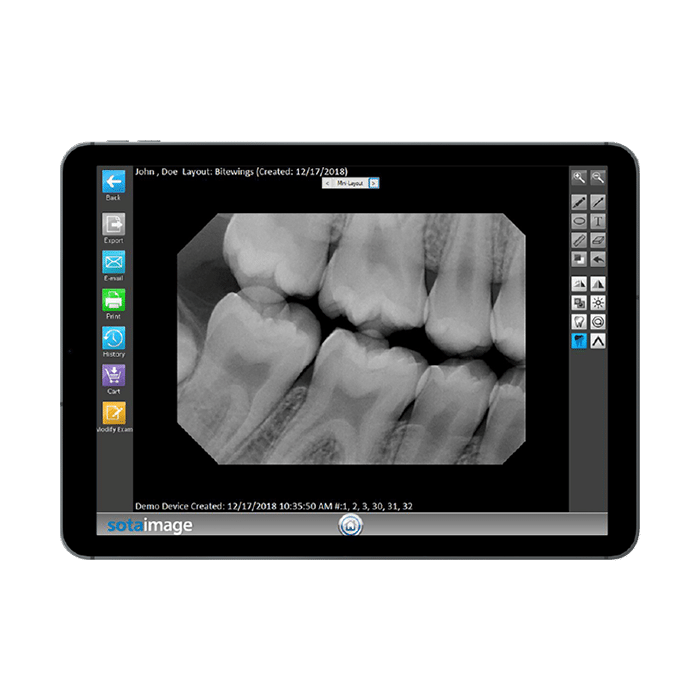 John , Doe Layout: Bitewings (Created: 12/17/2018)
< Mini-Layout >
Back
Export
E-mail
Print
History
Cart
Modify Exam
T
Demo Device Created: 12/17/2018 10:35:50 AM #:1, 2, 3, 30, 31, 32
sotaimage